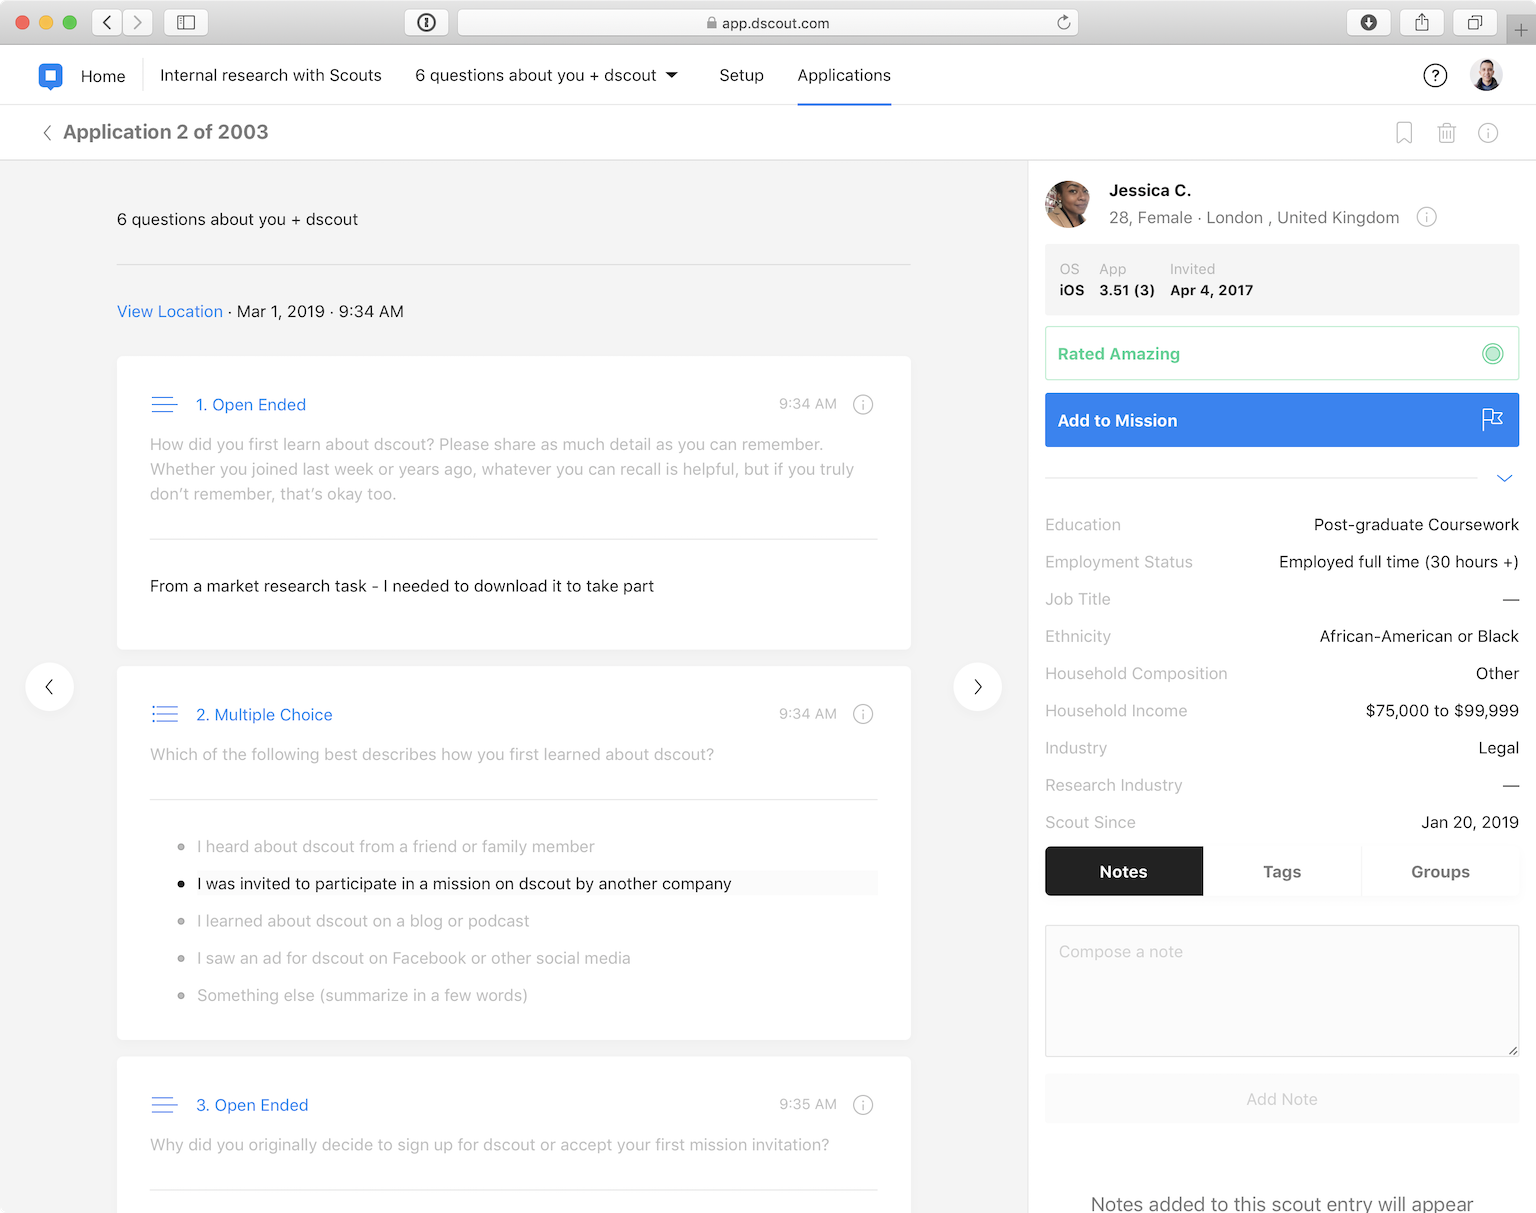 app.dscout.com
Home
Internal research with Scouts
6 questions about you + dscout
Setup
Applications
Application 2 of 2003
6 questions about you + dscout
View Location · Mar 1, 2019 · 9:34 AM
1. Open Ended
9:34 AM
How did you first learn about dscout? Please share as much detail as you can remember.
Whether you joined last week or years ago, whatever you can recall is helpful, but if you truly
don’t remember, that’s okay too.
From a market research task - I needed to download it to take part
2. Multiple Choice
9:34 AM
Which of the following best describes how you first learned about dscout?
I heard about dscout from a friend or family member
I was invited to participate in a mission on dscout by another company
I learned about dscout on a blog or podcast
I saw an ad for dscout on Facebook or other social media
Something else (summarize in a few words)
3. Open Ended
9:35 AM
Why did you originally decide to sign up for dscout or accept your first mission invitation?
Jessica C.
28, Female · London , United Kingdom
OS App Invited
iOS 3.51 (3) Apr 4, 2017
Rated Amazing
Add to Mission
Education Post-graduate Coursework
Employment Status Employed full time (30 hours +)
Job Title —
Ethnicity African-American or Black
Household Composition Other
Household Income $75,000 to $99,999
Industry Legal
Research Industry —
Scout Since Jan 20, 2019
Notes Tags Groups
Compose a note
Add Note
Notes added to this scout entry will appear